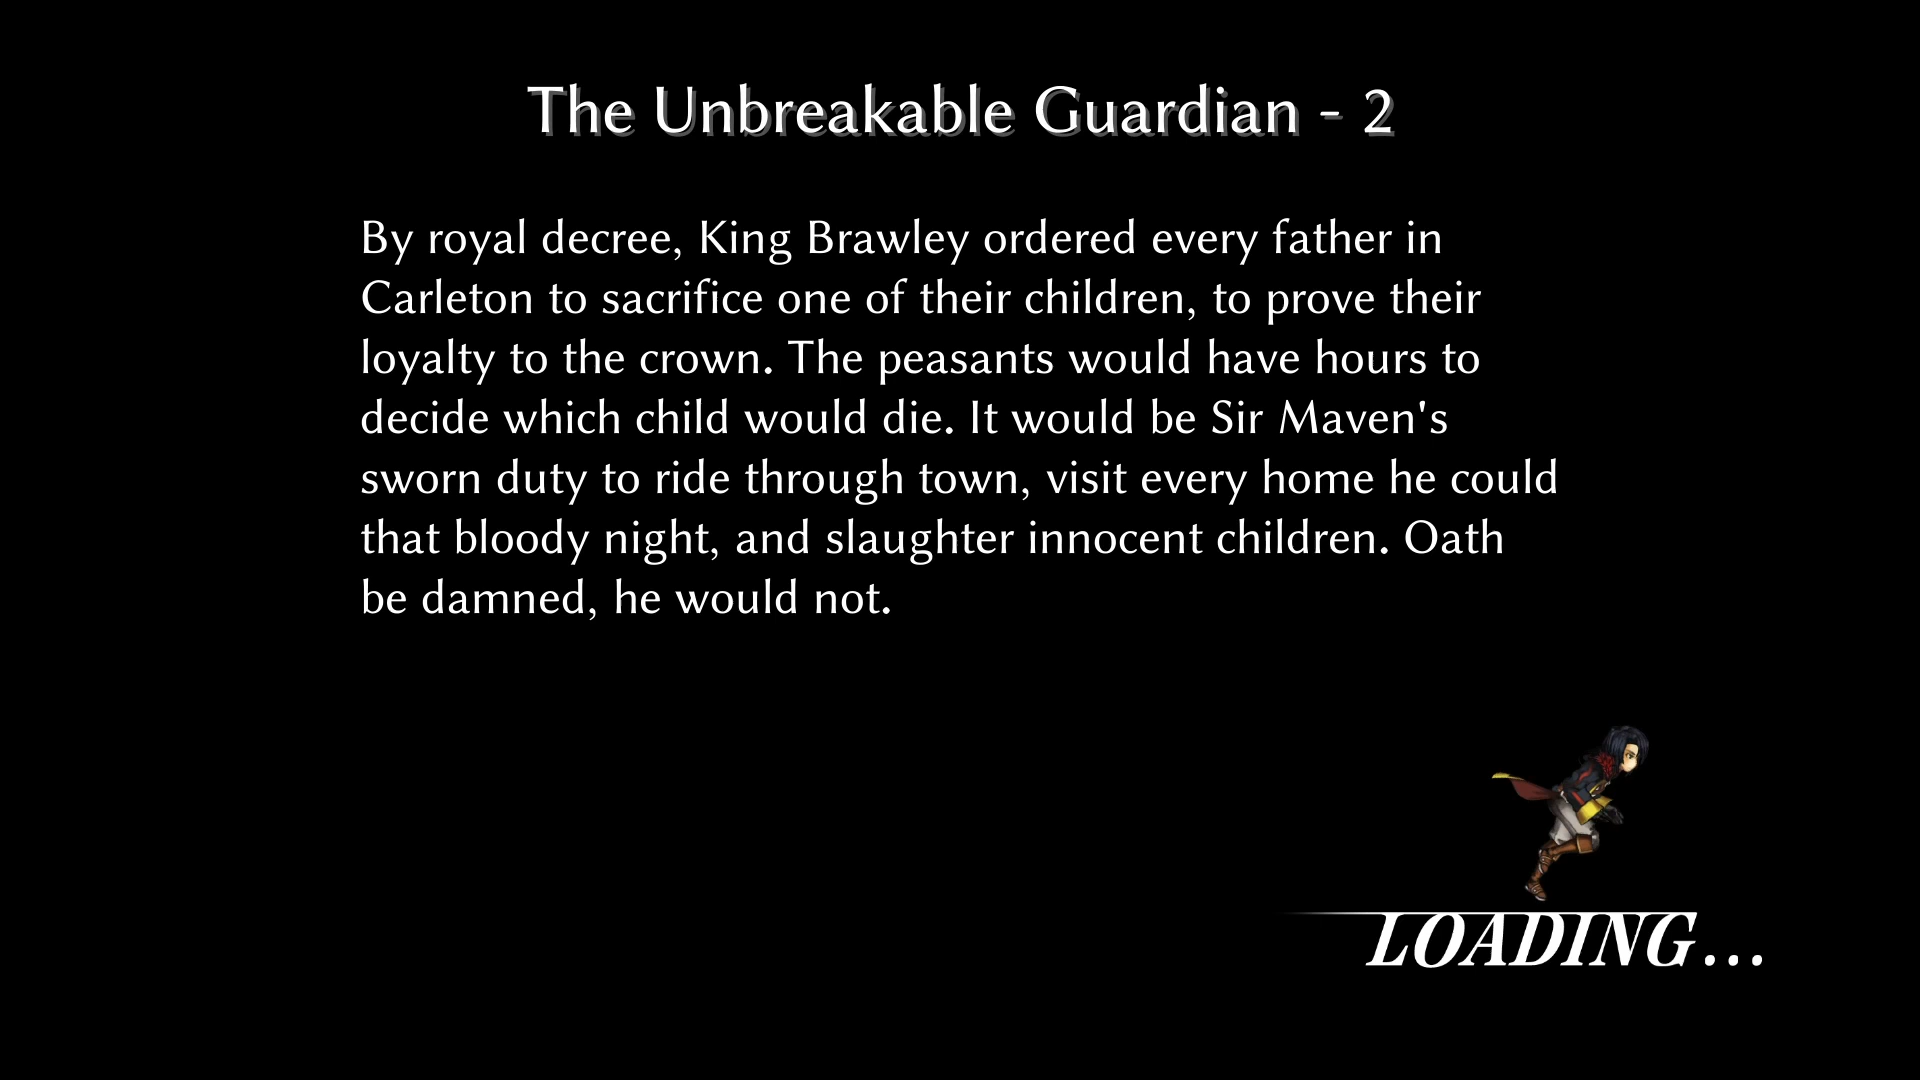 The Unbreakable Guardian - 2
By royal decree, King Brawley ordered every father in
Carleton to sacrifice one of their children, to prove their
loyalty to the crown. The peasants would have hours to
decide which child would die. It would be Sir Maven's
sworn duty to ride through town, visit every home he could
that bloody night, and slaughter innocent children. Oath
be damned, he would not.
LOADING...